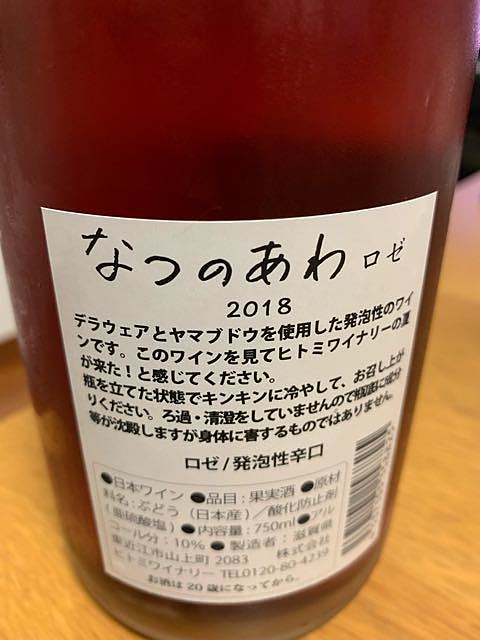 なつのあわ ロゼ
2018
デラウェアとヤマブドウを使用した発泡性のワイ
ンです。このワインを見てヒトミワイナリーの夏
が来た！と感じてください。
瓶を立てた状態でキンキンに冷やして、お召し上が
りください。ろ過・清澄をしていませんので瓶底に成分
等が沈殿しますが身体に害するものではありません。
ロゼ/発泡性辛口
●日本ワイン ●品目：果実酒 ●原材
料名：ぶどう（日本産）／酸化防止剤
（亜硫酸塩）●内容量：750ml●アル
コール分：10％ ●製造者：滋賀県
東近江市山上町 2083 株式会社
ヒトミワイナリー TEL0120-80-4239
お酒は20歳になってから。